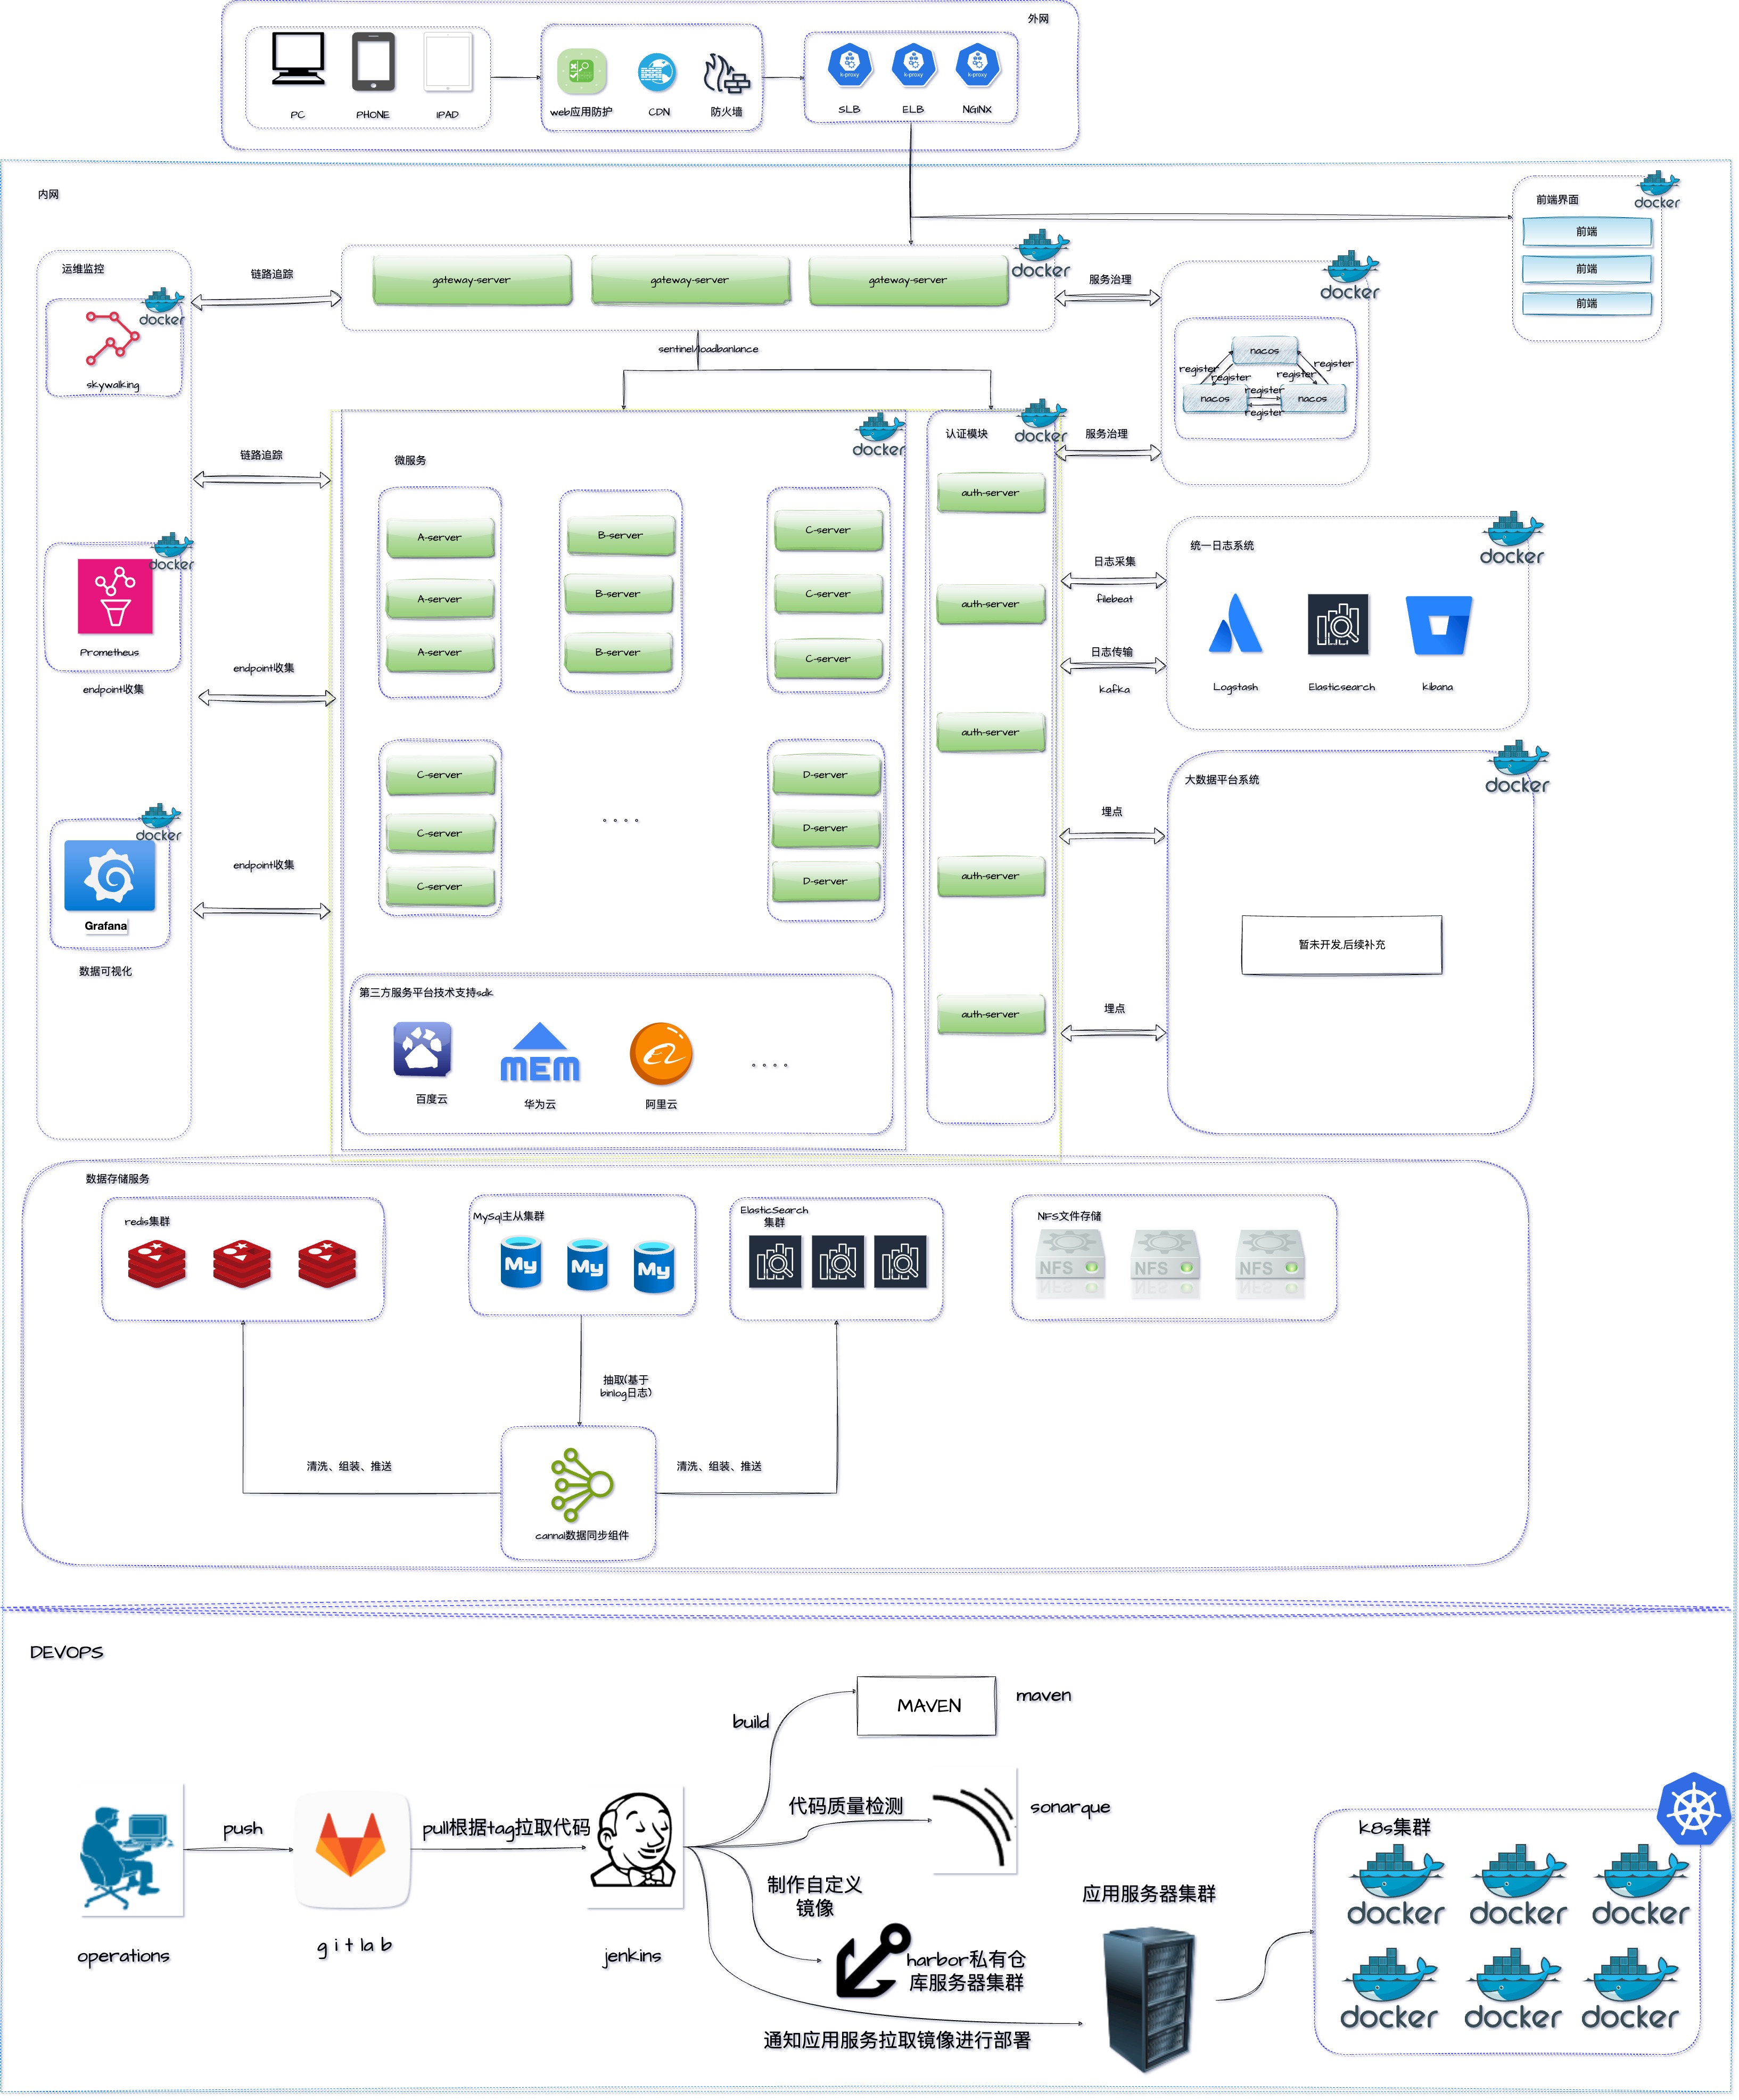 外网
PC
PHONE
IPAD
web应用防护
CDN
防火墙
k-proxy
k-proxy
k-proxy
SLB
ELB
NGINX
内网
前端界面
docker
前端
前端
前端
运维监控
链路追踪
docker
skywalking
gateway-server
gateway-server
gateway-server
docker
服务治理
docker
nacos
nacos
nacos
register
register
register
register
register
register
sentinel/loadbanlance
链路追踪
微服务
docker
认证模块
docker
服务治理
A-server
A-server
A-server
B-server
B-server
B-server
C-server
C-server
C-server
auth-server
auth-server
auth-server
auth-server
auth-server
docker
Prometheus
endpoint收集
endpoint收集
日志采集
filebeat
日志传输
kafka
统一日志系统
docker
Logstash
Elasticsearch
kibana
C-server
C-server
C-server
。。。。
D-server
D-server
D-server
docker
Grafana
数据可视化
endpoint收集
埋点
埋点
大数据平台系统
docker
暂未开发,后续补充
第三方服务平台技术支持sdk
百度云
MEM
华为云
阿里云
。。。。
数据存储服务
redis集群
MySql主从集群
My
My
My
ElasticSearch
集群
NFS文件存储
NFS
NFS
NFS
抽取(基于
binlog日志)
清洗、组装、推送
清洗、组装、推送
cannal数据同步组件
DEVOPS
operations
push
g i t la b
pull根据tag拉取代码
jenkins
build
MAVEN
maven
代码质量检测
sonarque
制作自定义
镜像
harbor私有仓
库服务器集群
通知应用服务拉取镜像进行部署
应用服务器集群
k8s集群
docker
docker
docker
docker
docker
docker